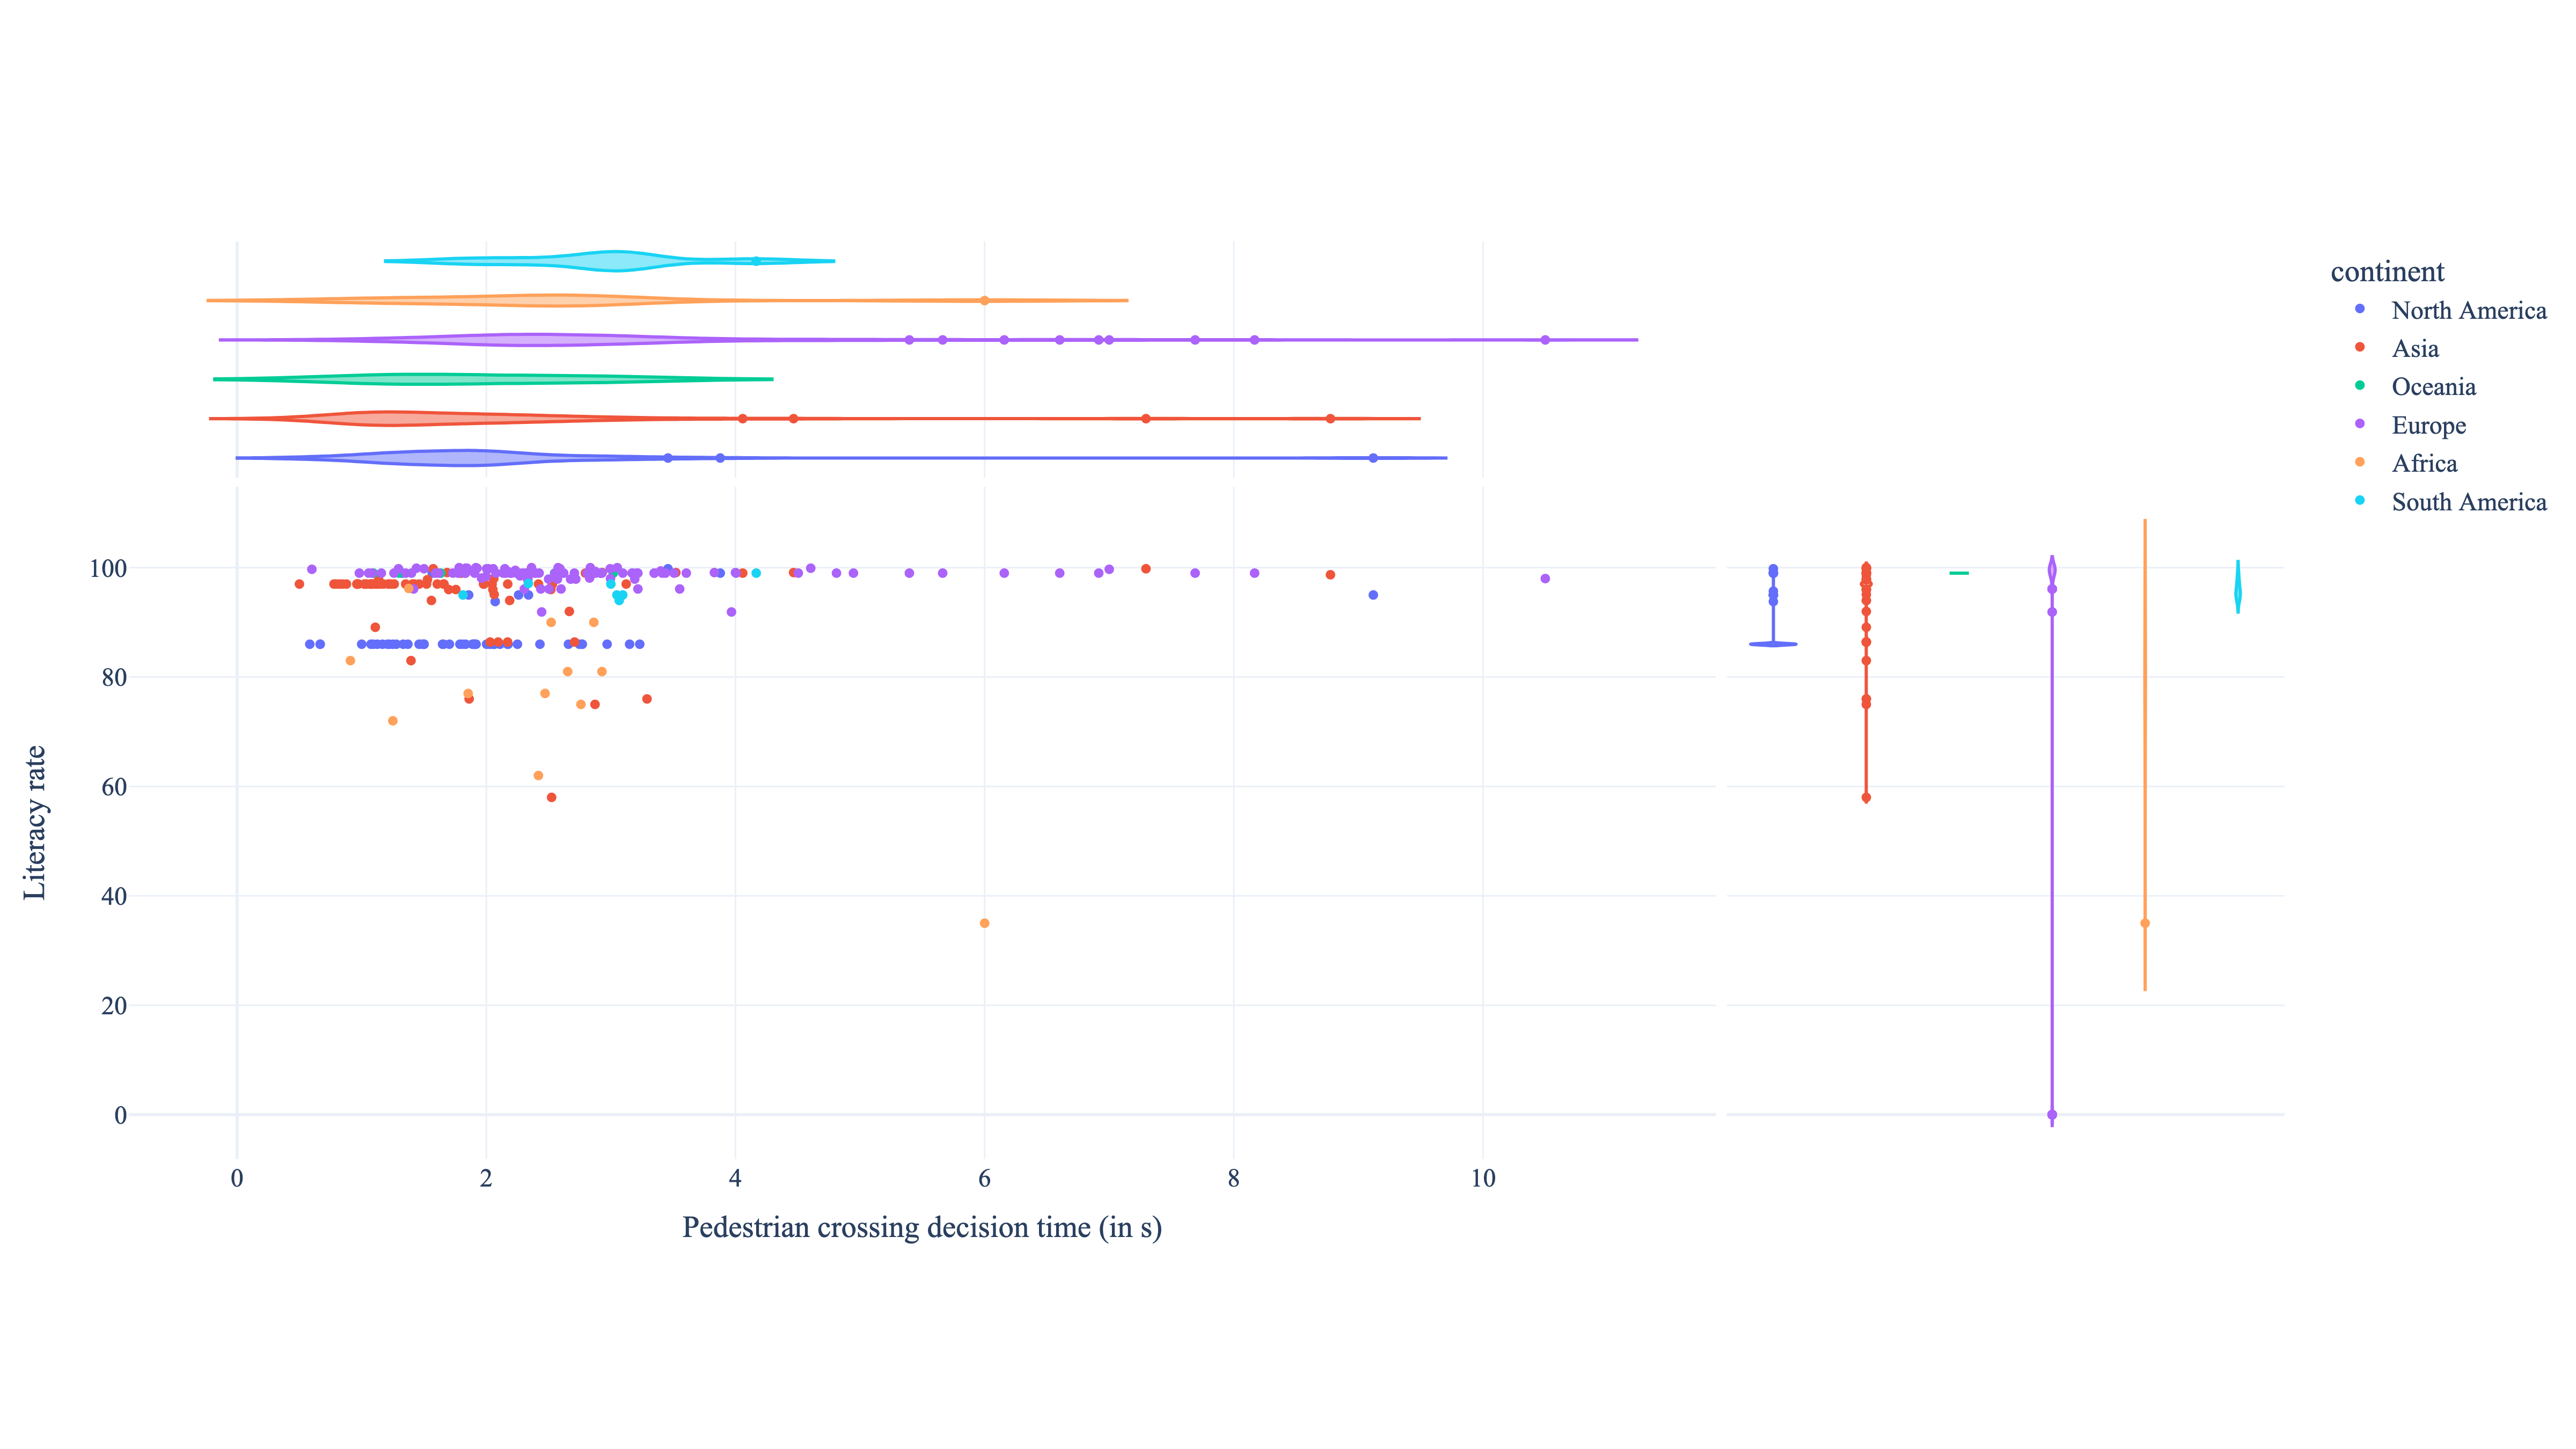 continent
North America
Asia
Oceania
Europe
Africa
South America
Literacy rate
100
80
60
40
20
0
0 2 4 6 8 10
Pedestrian crossing decision time (in s)